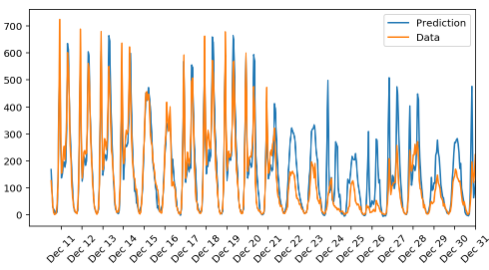 700
600
500
400
300
200
100
0
Prediction
Data
Dec 11
Dec 12
Dec 13
Dec 14
Dec 15
Dec 16
Dec 17
Dec 18
Dec 19
Dec 20
Dec 21
Dec 22
Dec 23
Dec 24
Dec 25
Dec 26
Dec 27
Dec 28
Dec 29
Dec 30
Dec 31